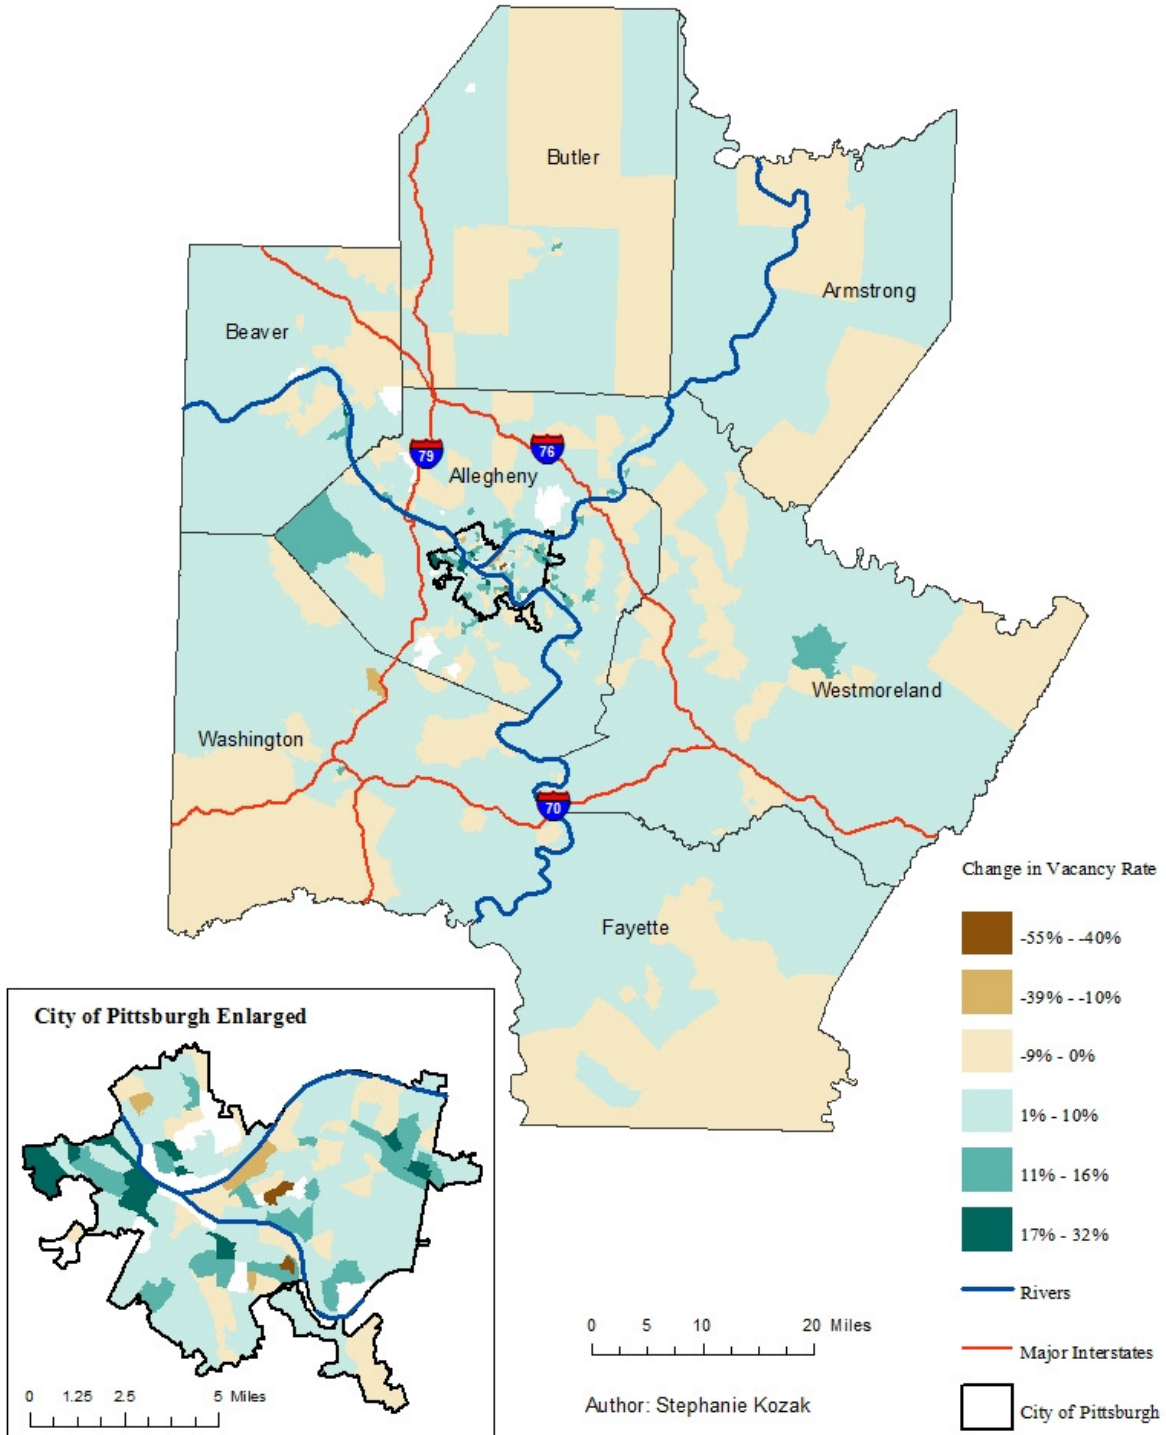 Butler
Armstrong
Beaver
79
76
Allegheny
Westmoreland
Washington
70
Fayette
Change in Vacancy Rate
-55% - -40%
-39% - -10%
-9% - 0%
1% - 10%
11% - 16%
17% - 32%
Rivers
Major Interstates
City of Pittsburgh
City of Pittsburgh Enlarged
0 1.25 2.5 5 Miles
0 5 10 20 Miles
Author: Stephanie Kozak